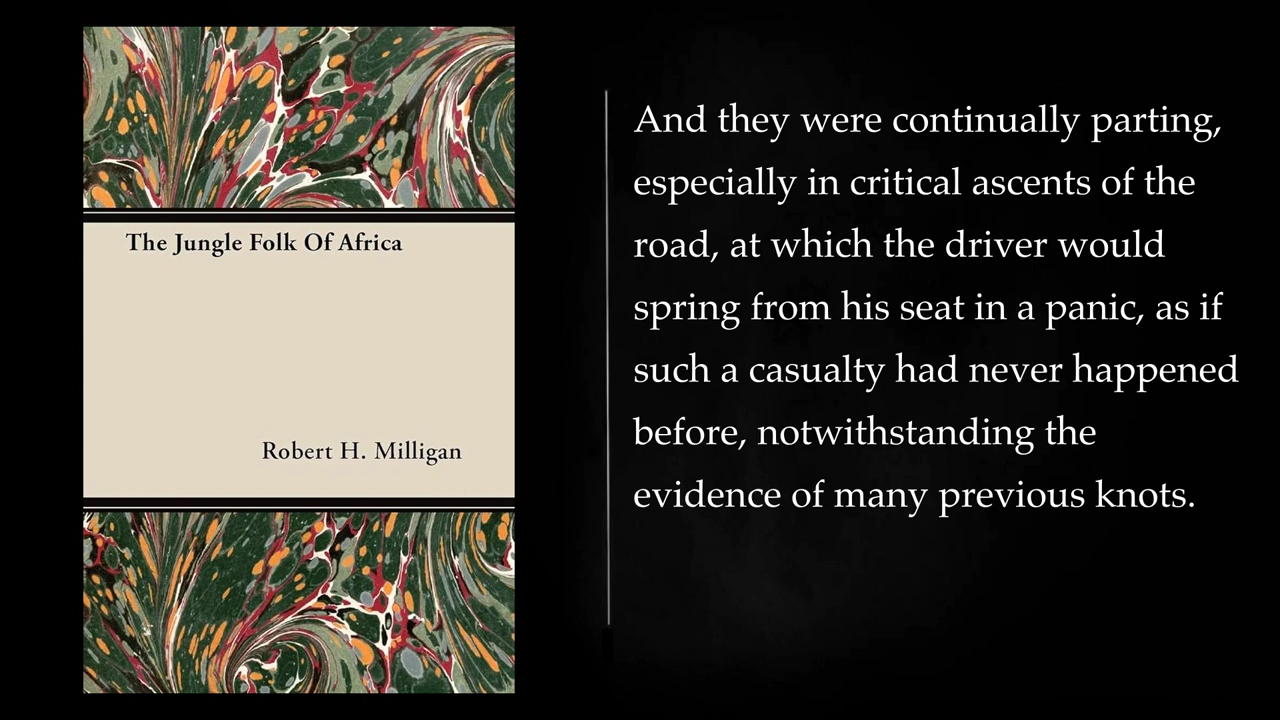 The Jungle Folk Of Africa
Robert H. Milligan
And they were continually parting,
especially in critical ascents of the
road, at which the driver would
spring from his seat in a panic, as if
such a casualty had never happened
before, notwithstanding the
evidence of many previous knots.